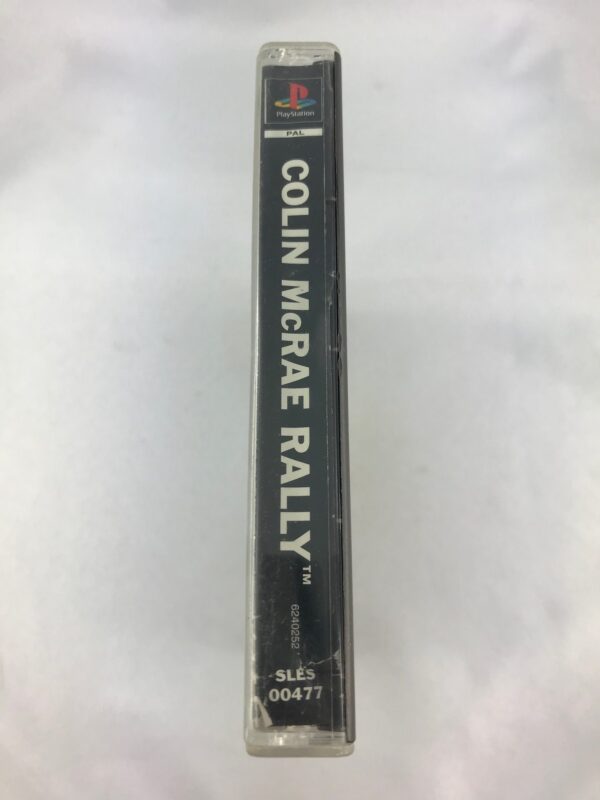 PlayStation
PAL
COLIN McRAE RALLY™
6240252
SLES
00477